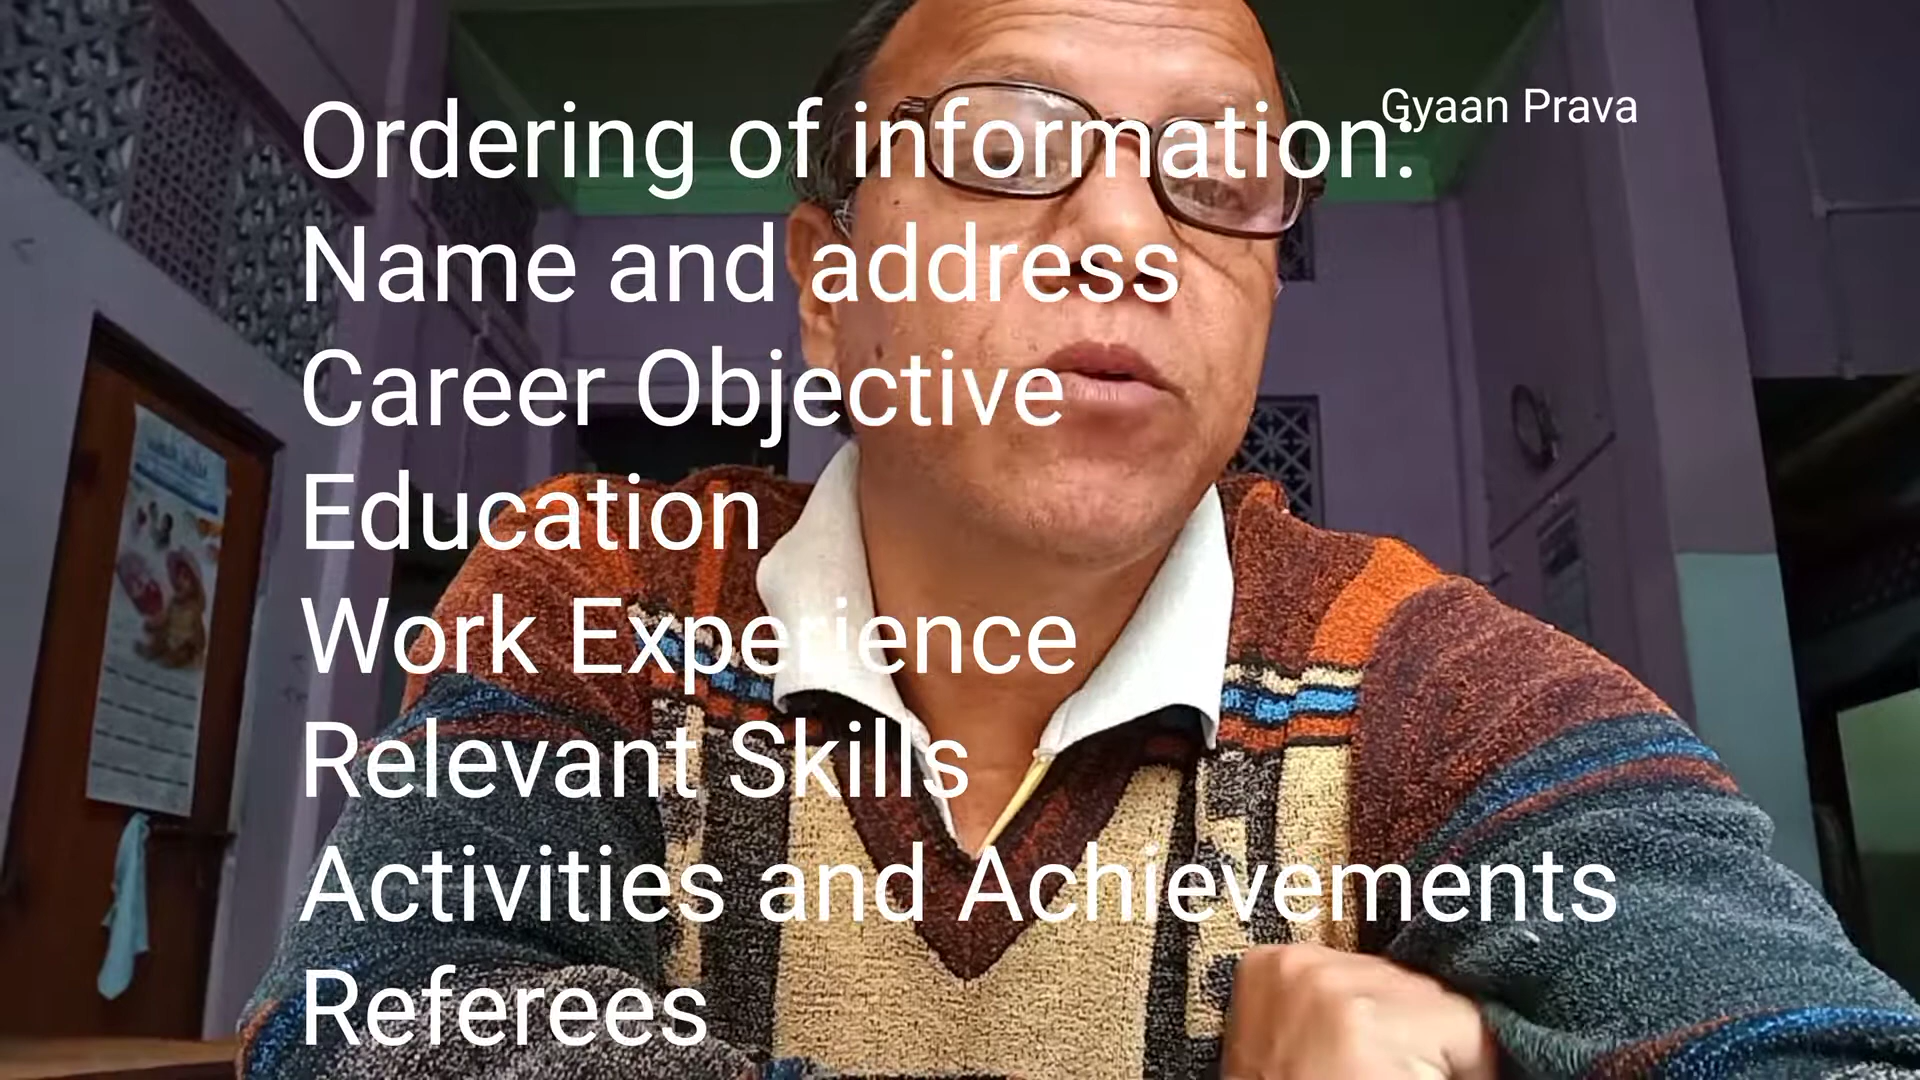 Gyaan Prava
Ordering of information:
Name and address
Career Objective
Education
Work Experience
Relevant Skills
Activities and Achievements
Referees